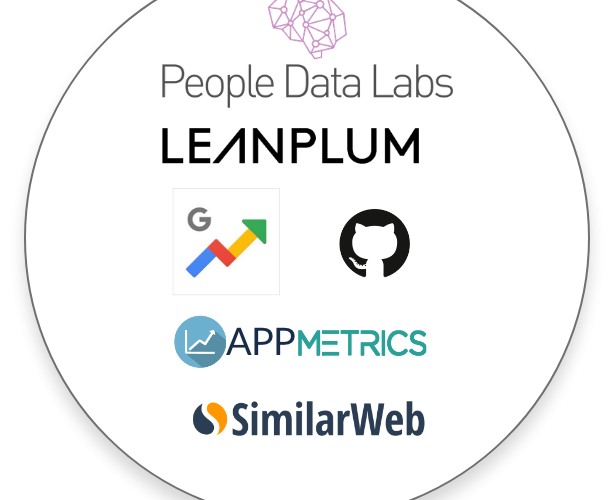 People Data Labs
LEANPLUM
G
APPMETRICS
SimilarWeb